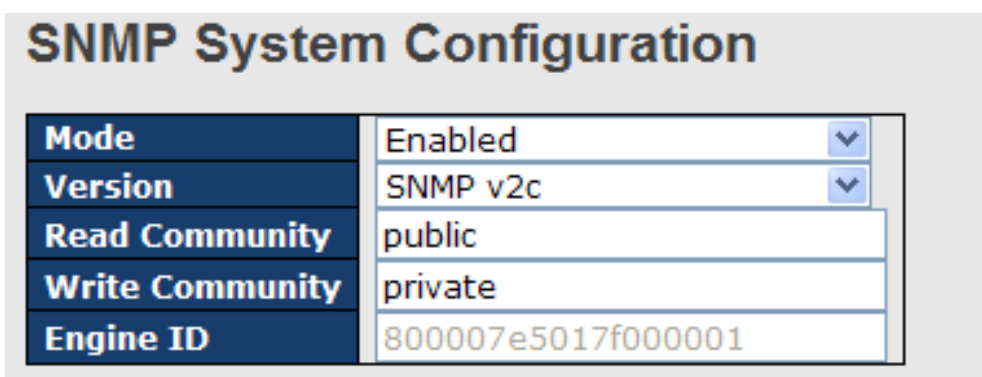 SNMP System Configuration
Mode Enabled
Version SNMP v2c
Read Community public
Write Community private
Engine ID 800007e5017f000001